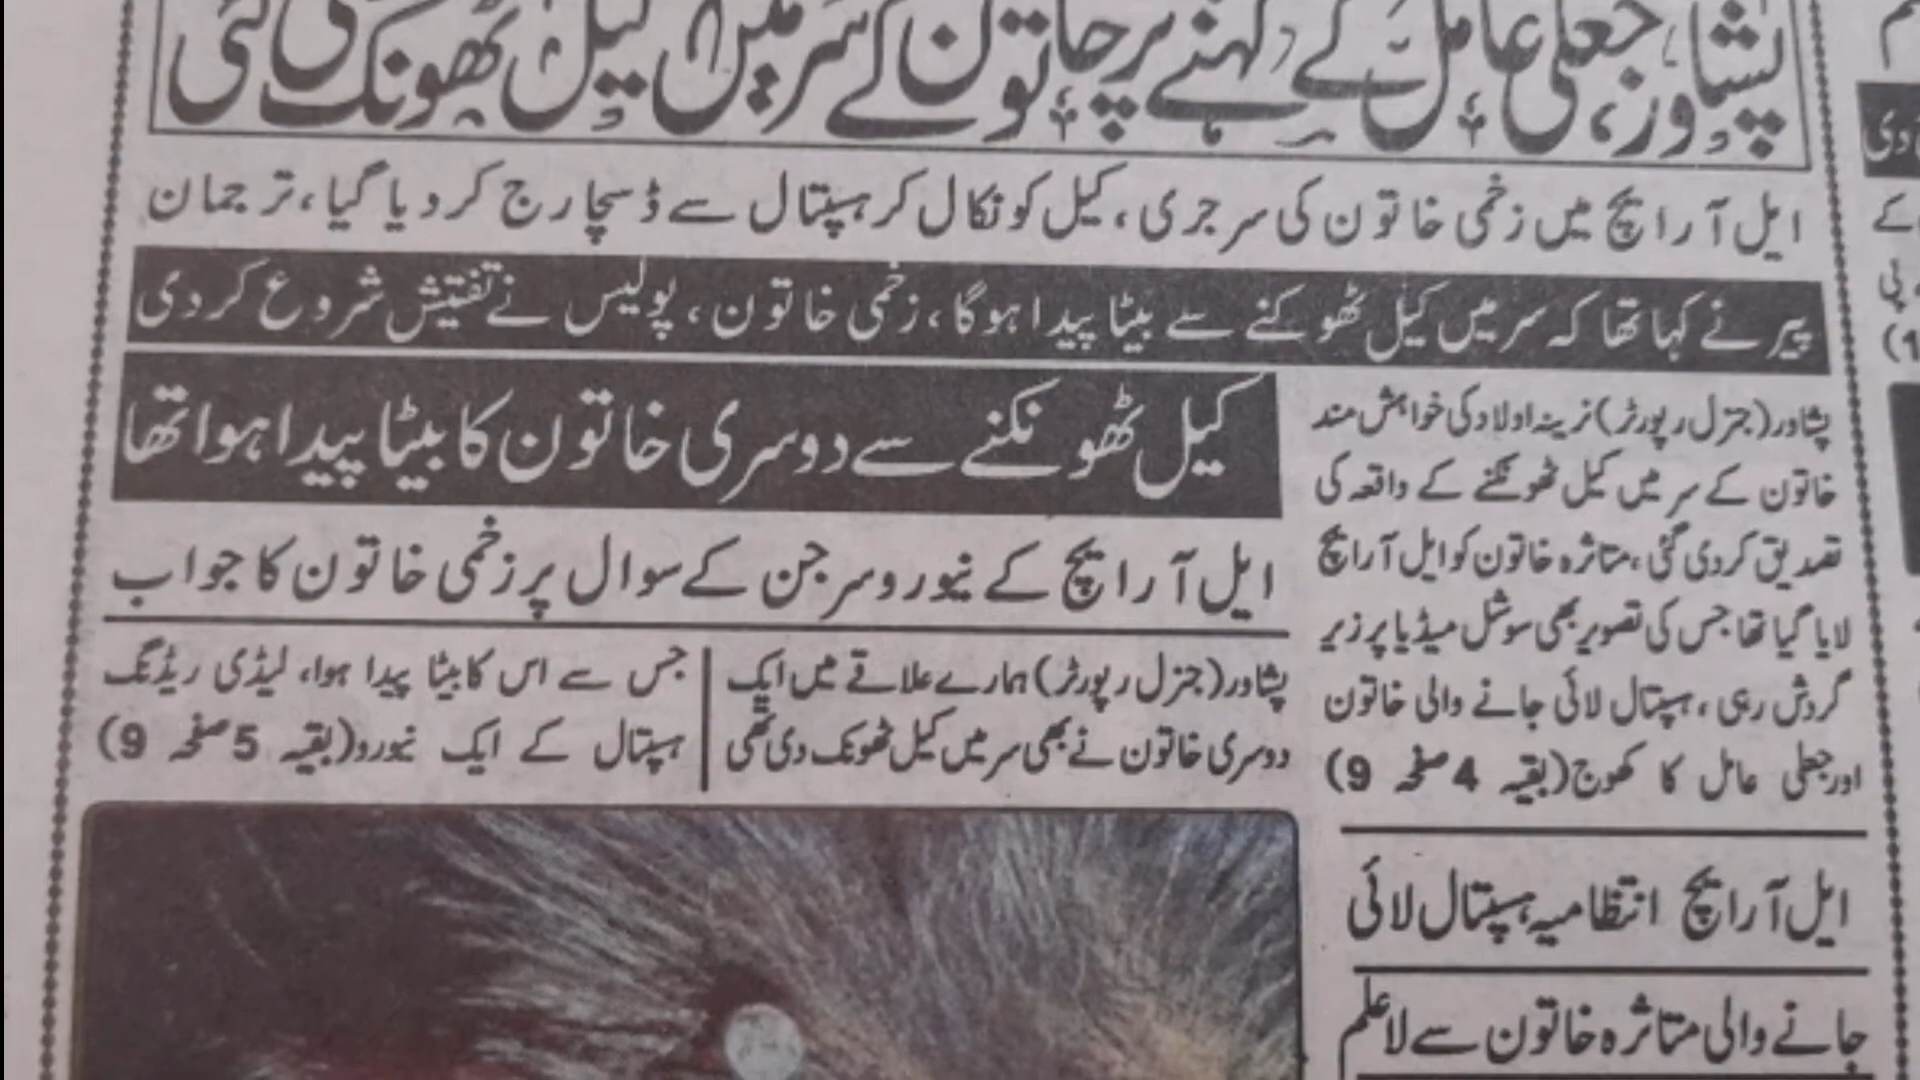 پشاور، جعلی عامل کے کہنے پر خاتون کے سر میں کیل ٹھونک دی گئی
ایل آر ایچ میں زخمی خاتون کی سرجری، کیل کو نکال کر ہسپتال سے ڈسچارج کر دیا گیا، ترجمان
پیر نے کہا تھا کہ سر میں کیل ٹھوکنے سے بیٹا پیدا ہوگا، زخمی خاتون، پولیس نے تفتیش شروع کر دی
پشاور (جنرل رپورٹر) نرینہ اولاد کی خواہش مند
خاتون کے سر میں کیل ٹھونکنے کے واقعہ کی
تصدیق کر دی گئی، متاثرہ خاتون کو ایل آر ایچ
لایا گیا تھا جس کی تصویر بھی سوشل میڈیا پر زیر
گردش رہی، ہسپتال لائی جانے والی خاتون
اور جعلی عامل کا کھوج (بقیہ 4 صفحہ 9)
ایل آر ایچ انتظامیہ ہسپتال لائی
جانے والی متاثرہ خاتون سے لاعلم
کیل ٹھونکنے سے دوسری خاتون کا بیٹا پیدا ہوا تھا
ایل آر ایچ کے نیورو سرجن کے سوال پر زخمی خاتون کا جواب
پشاور (جنرل رپورٹر) ہمارے علاقے میں ایک
دوسری خاتون نے بھی سر میں کیل ٹھونک دی تھی
جس سے اس کا بیٹا پیدا ہوا، لیڈی ریڈنگ
ہسپتال کے ایک نیورو (بقیہ 5 صفحہ 9)
دی
کے